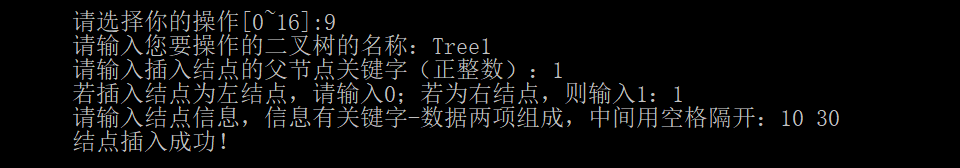 请选择你的操作[0~16]:9
请输入您要操作的二叉树的名称：Tree1
请输入插入结点的父节点关键字（正整数）：1
若插入结点为左结点，请输入0；若为右结点，则输入1：1
请输入结点信息，信息有关键字-数据两项组成，中间用空格隔开：10 30
结点插入成功！